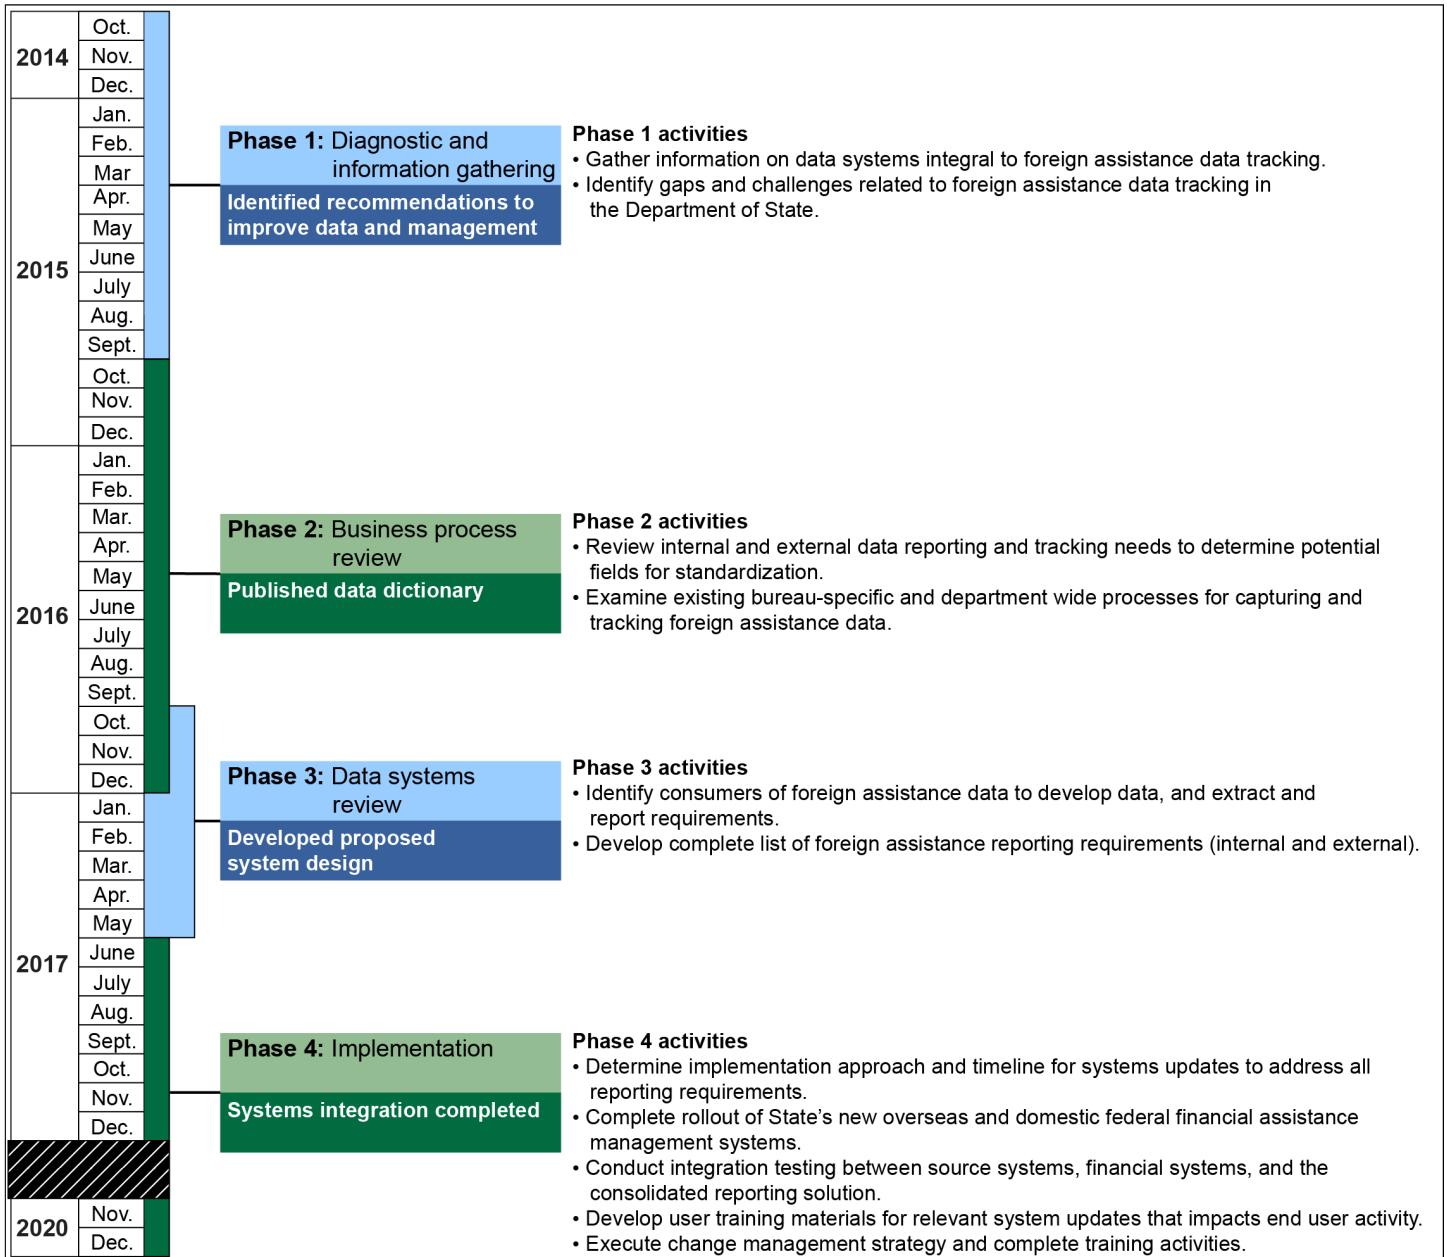 2014
Oct.
Nov.
Dec.
2015
Jan.
Feb.
Mar
Apr.
May
June
July
Aug.
Sept.
Oct.
Nov.
Dec.
2016
Jan.
Feb.
Mar.
Apr.
May
June
July
Aug.
Sept.
Oct.
Nov.
Dec.
2017
Jan.
Feb.
Mar.
Apr.
May
June
July
Aug.
Sept.
Oct.
Nov.
Dec.
2020
Nov.
Dec.
Phase 1: Diagnostic and
information gathering
Identified recommendations to
improve data and management
Phase 1 activities
• Gather information on data systems integral to foreign assistance data tracking.
• Identify gaps and challenges related to foreign assistance data tracking in
the Department of State.
Phase 2: Business process
review
Published data dictionary
Phase 2 activities
• Review internal and external data reporting and tracking needs to determine potential
fields for standardization.
• Examine existing bureau-specific and department wide processes for capturing and
tracking foreign assistance data.
Phase 3: Data systems
review
Developed proposed
system design
Phase 3 activities
• Identify consumers of foreign assistance data to develop data, and extract and
report requirements.
• Develop complete list of foreign assistance reporting requirements (internal and external).
Phase 4: Implementation
Systems integration completed
Phase 4 activities
• Determine implementation approach and timeline for systems updates to address all
reporting requirements.
• Complete rollout of State's new overseas and domestic federal financial assistance
management systems.
• Conduct integration testing between source systems, financial systems, and the
consolidated reporting solution.
• Develop user training materials for relevant system updates that impacts end user activity.
• Execute change management strategy and complete training activities.